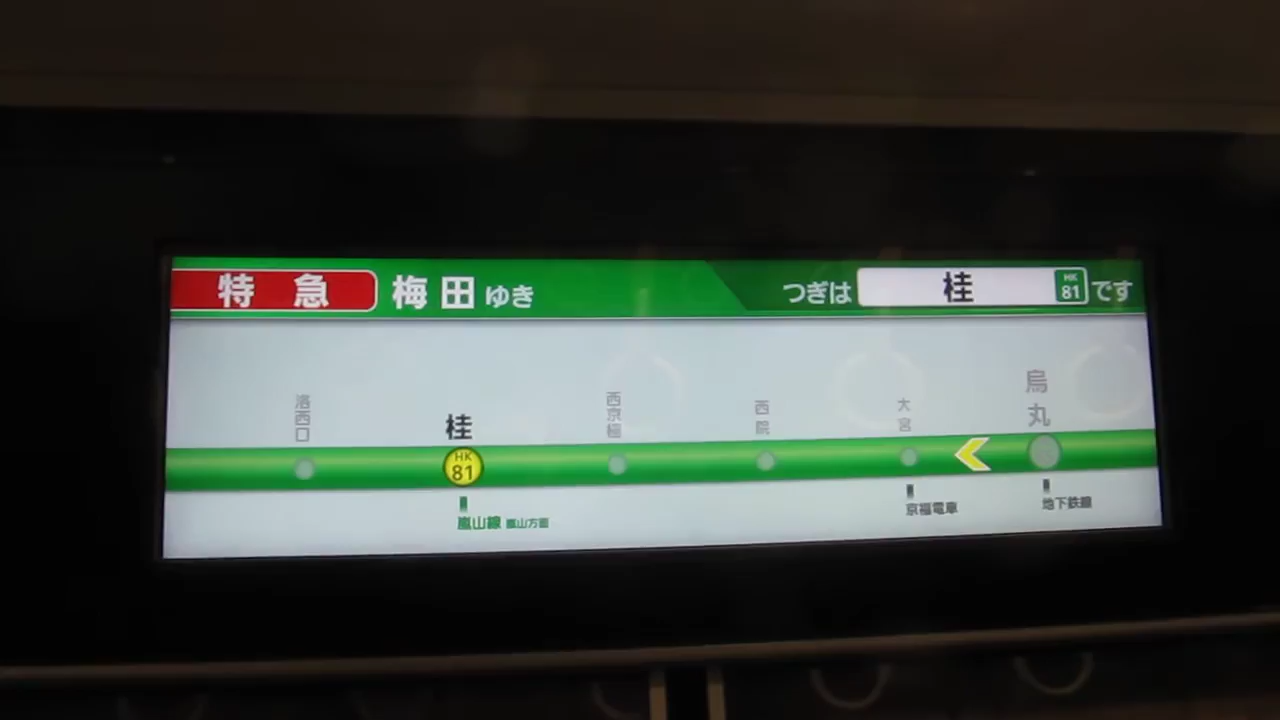 特急 梅田ゆき つぎは 桂 HK 81 です
洛西口
桂
西京極
西院
大宮
烏丸
HK
81
嵐山線 嵐山方面
京福電車
地下鉄線